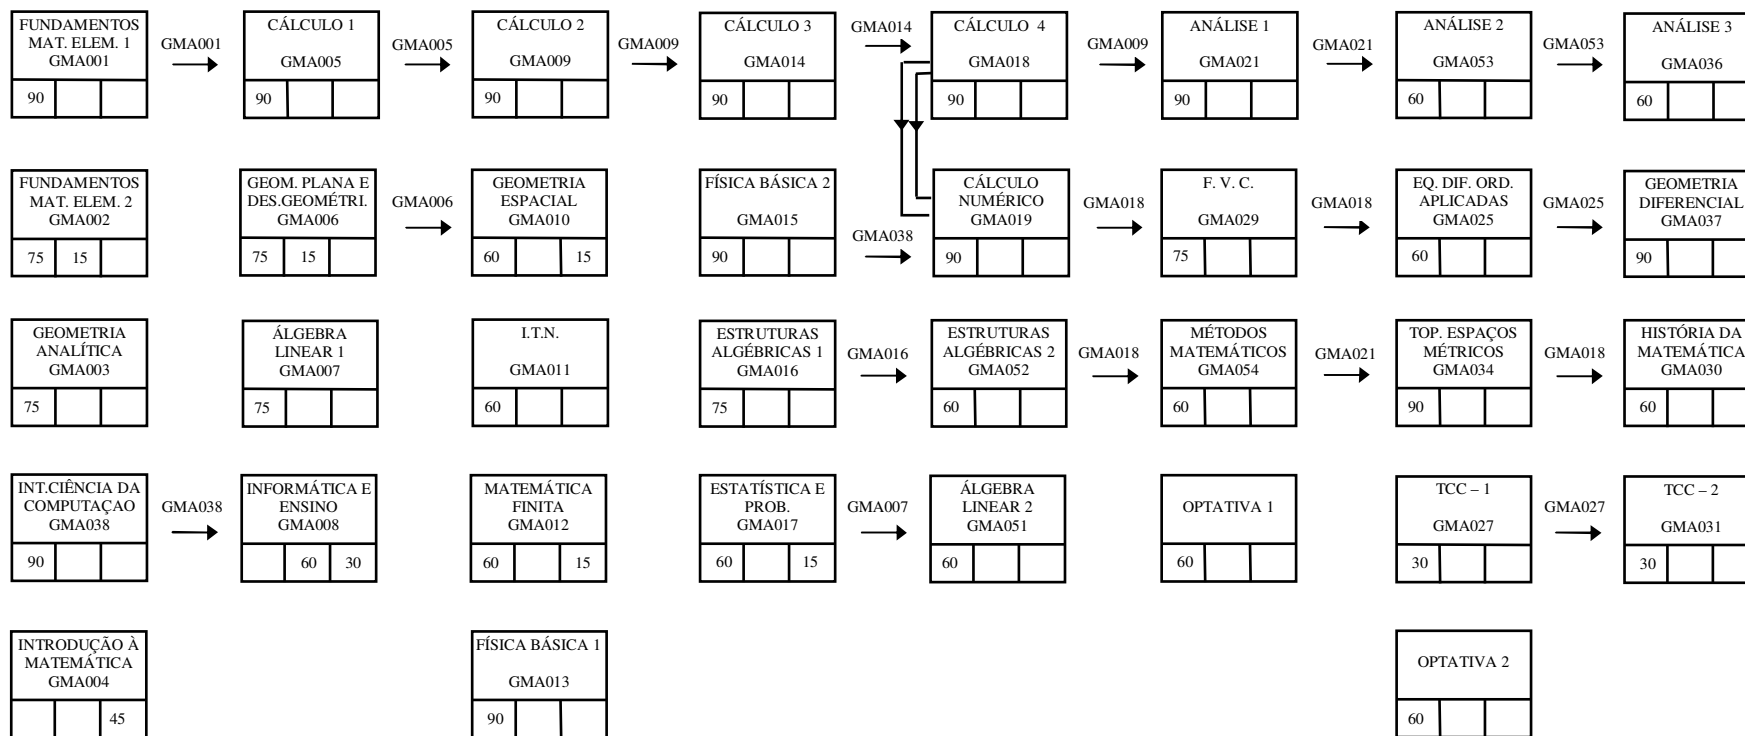 FUNDAMENTOS
MAT. ELEM. 1
GMA001
90
GMA001
CÁLCULO 1
GMA005
90
GMA005
CÁLCULO 2
GMA009
90
GMA009
CÁLCULO 3
GMA014
90
GMA014
CÁLCULO 4
GMA018
90
GMA009
ANÁLISE 1
GMA021
90
GMA021
ANÁLISE 2
GMA053
60
GMA053
ANÁLISE 3
GMA036
60
FUNDAMENTOS
MAT. ELEM. 2
GMA002
75 15
GEOM. PLANA E
DES.GEOMÉTRI.
GMA006
75 15
GMA006
GEOMETRIA
ESPACIAL
GMA010
60 15
FÍSICA BÁSICA 2
GMA015
90
GMA038
CÁLCULO
NUMÉRICO
GMA019
90
GMA018
F. V. C.
GMA029
75
GMA018
EQ. DIF. ORD.
APLICADAS
GMA025
60
GMA025
GEOMETRIA
DIFERENCIAL
GMA037
90
GEOMETRIA
ANALÍTICA
GMA003
75
ÁLGEBRA
LINEAR 1
GMA007
75
I.T.N.
GMA011
60
ESTRUTURAS
ALGÉBRICAS 1
GMA016
75
GMA016
ESTRUTURAS
ALGÉBRICAS 2
GMA052
60
GMA018
MÉTODOS
MATEMÁTICOS
GMA054
60
GMA021
TOP. ESPAÇOS
MÉTRICOS
GMA034
90
GMA018
HISTÓRIA DA
MATEMÁTICA
GMA030
60
INT.CIÊNCIA DA
COMPUTAÇAO
GMA038
90
GMA038
INFORMÁTICA E
ENSINO
GMA008
60 30
MATEMÁTICA
FINITA
GMA012
60 15
ESTATÍSTICA E
PROB.
GMA017
60 15
GMA007
ÁLGEBRA
LINEAR 2
GMA051
60
OPTATIVA 1
60
TCC – 1
GMA027
30
GMA027
TCC – 2
GMA031
30
INTRODUÇÃO À
MATEMÁTICA
GMA004
45
FÍSICA BÁSICA 1
GMA013
90
OPTATIVA 2
60